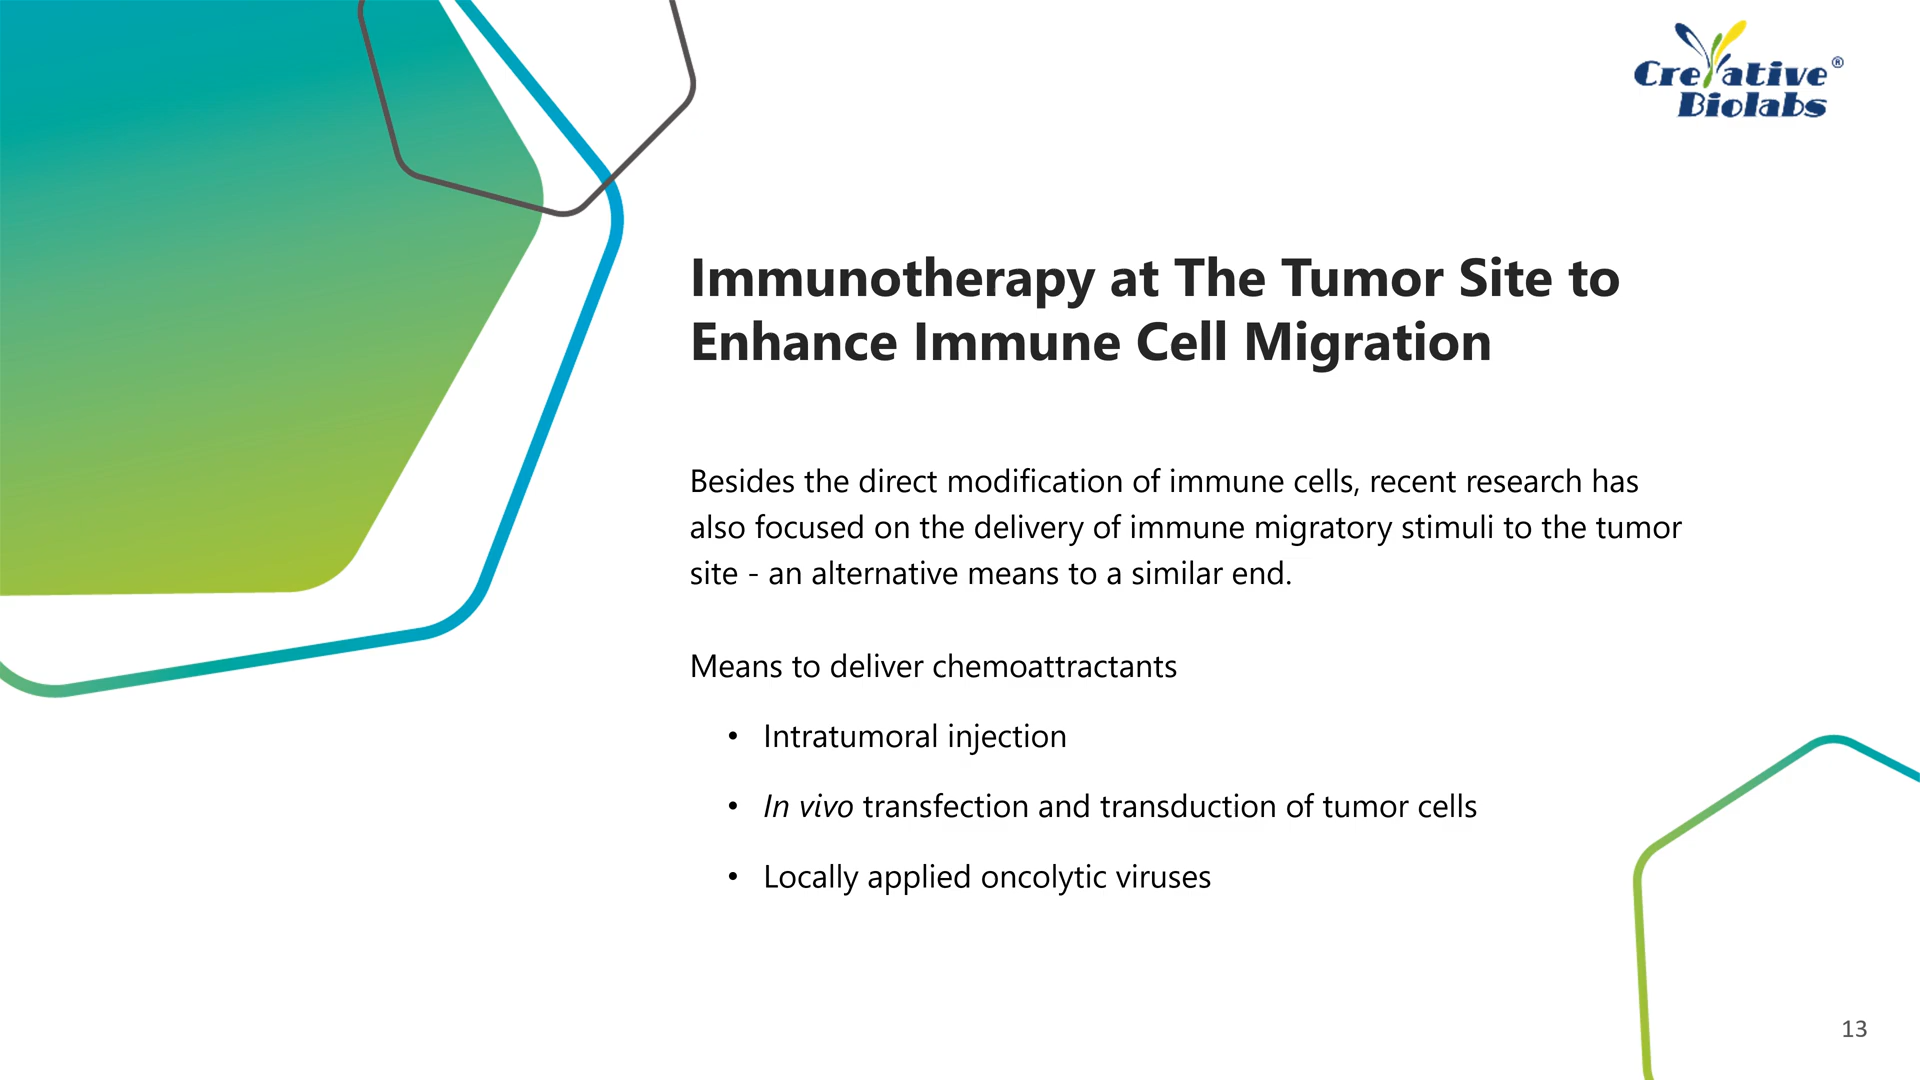 Creative®
Biolabs
Immunotherapy at The Tumor Site to
Enhance Immune Cell Migration
Besides the direct modification of immune cells, recent research has
also focused on the delivery of immune migratory stimuli to the tumor
site - an alternative means to a similar end.
Means to deliver chemoattractants
• Intratumoral injection
• In vivo transfection and transduction of tumor cells
• Locally applied oncolytic viruses
13